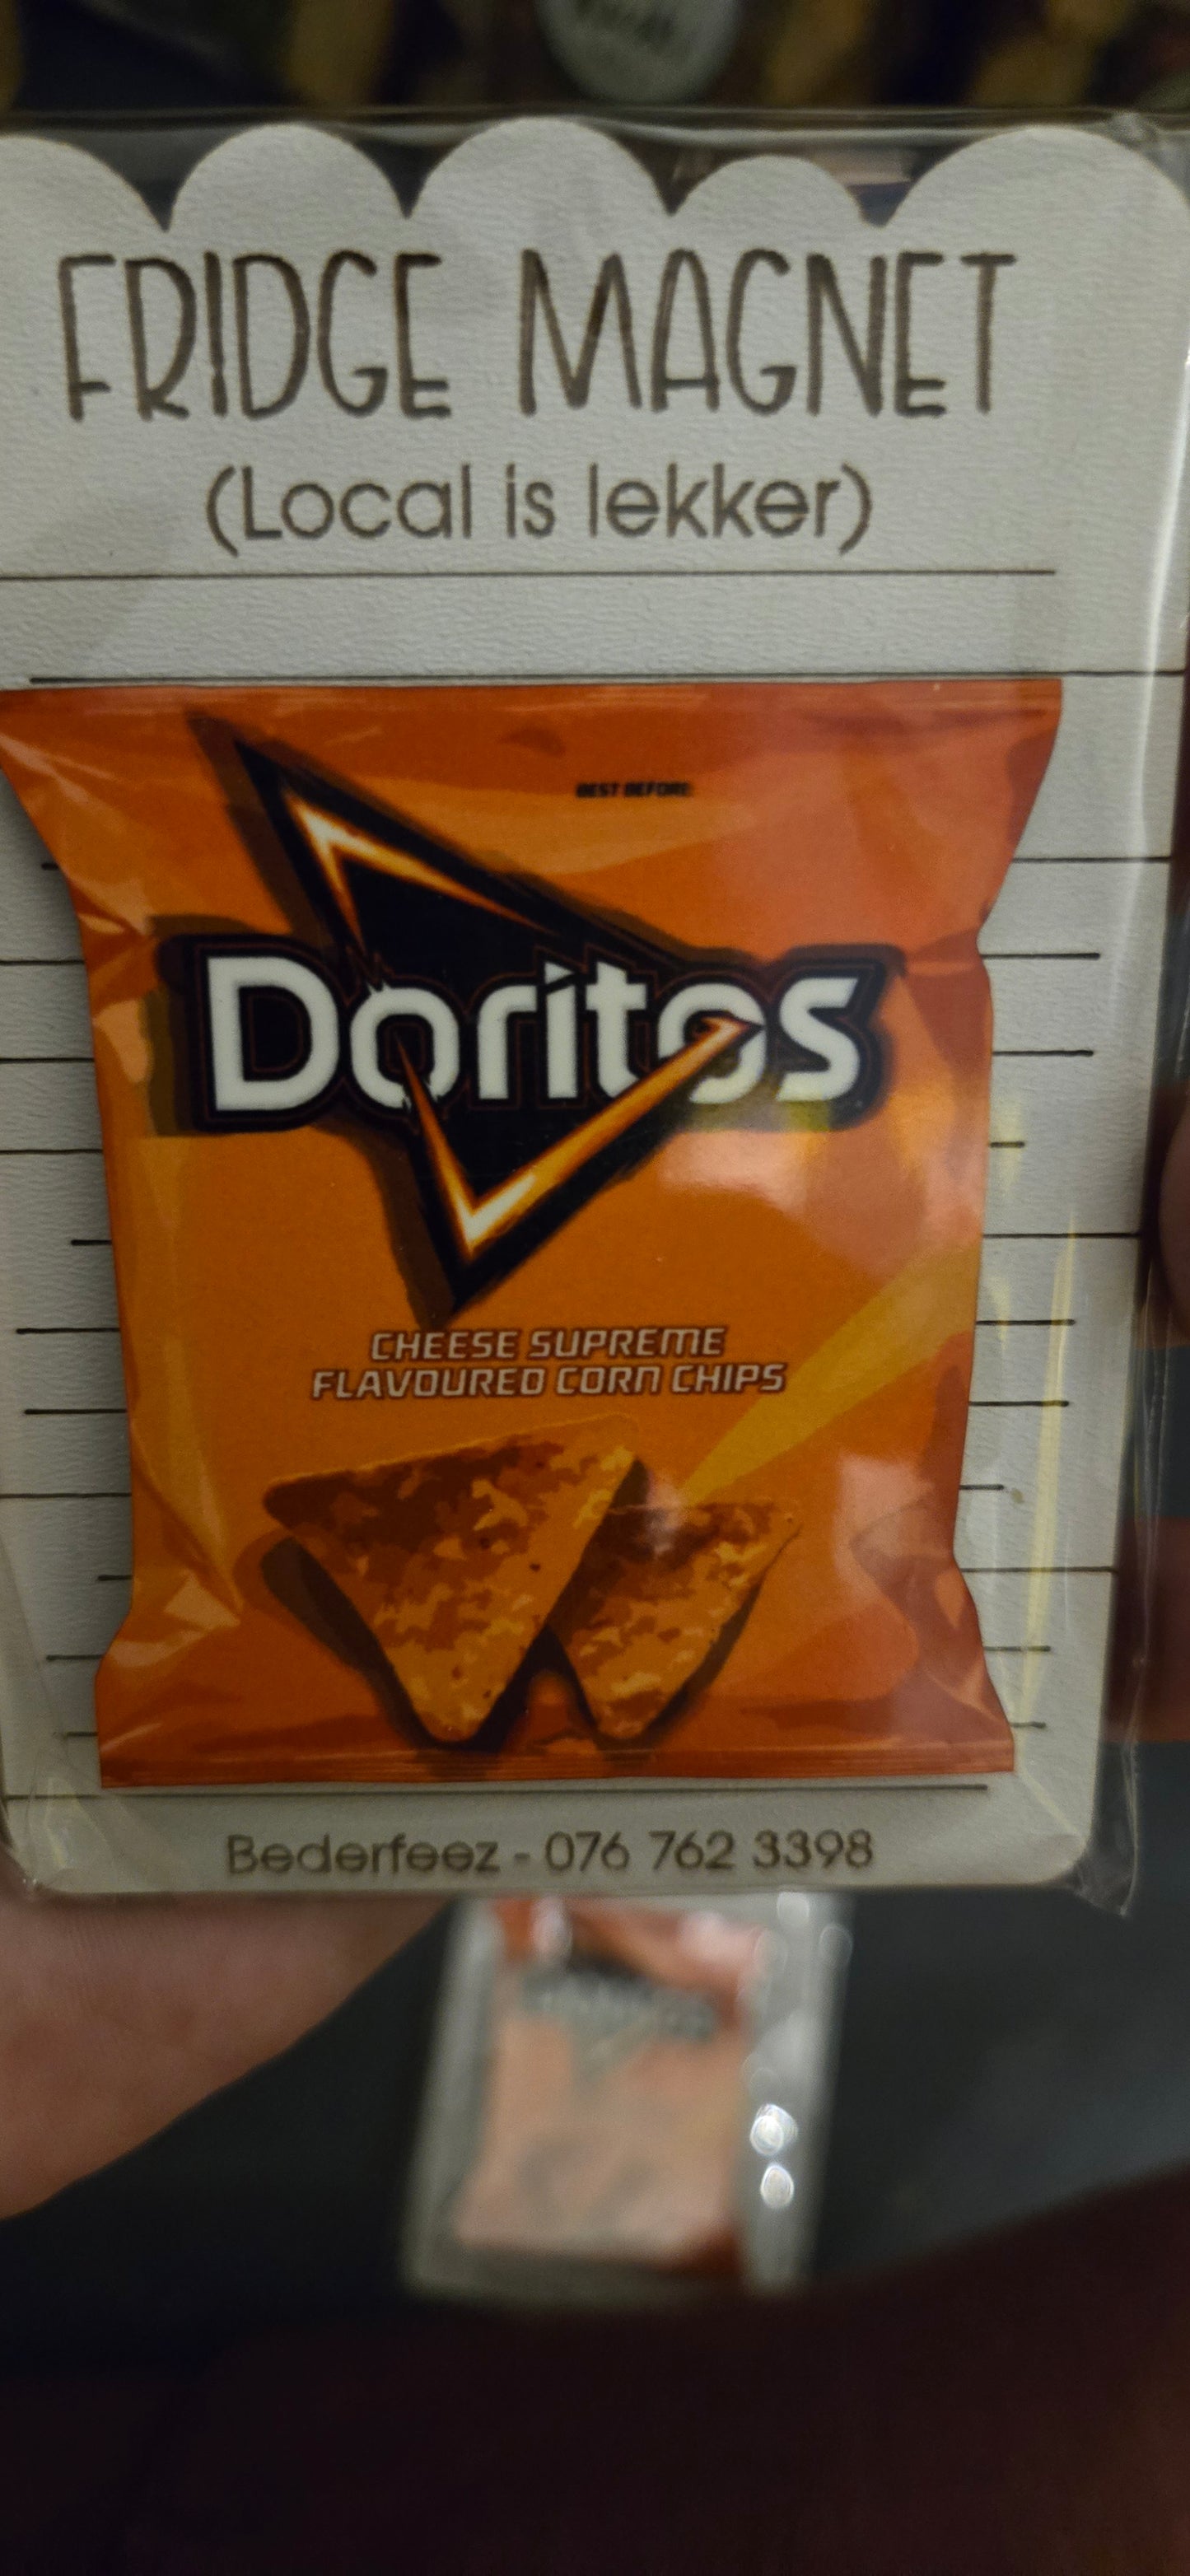 FRIDGE MAGNET
(Local is lekker)
BEST BEFORE
Doritos
CHEESE SUPREME
FLAVOURED CORN CHIPS
Bederfeez - 076 762 3398